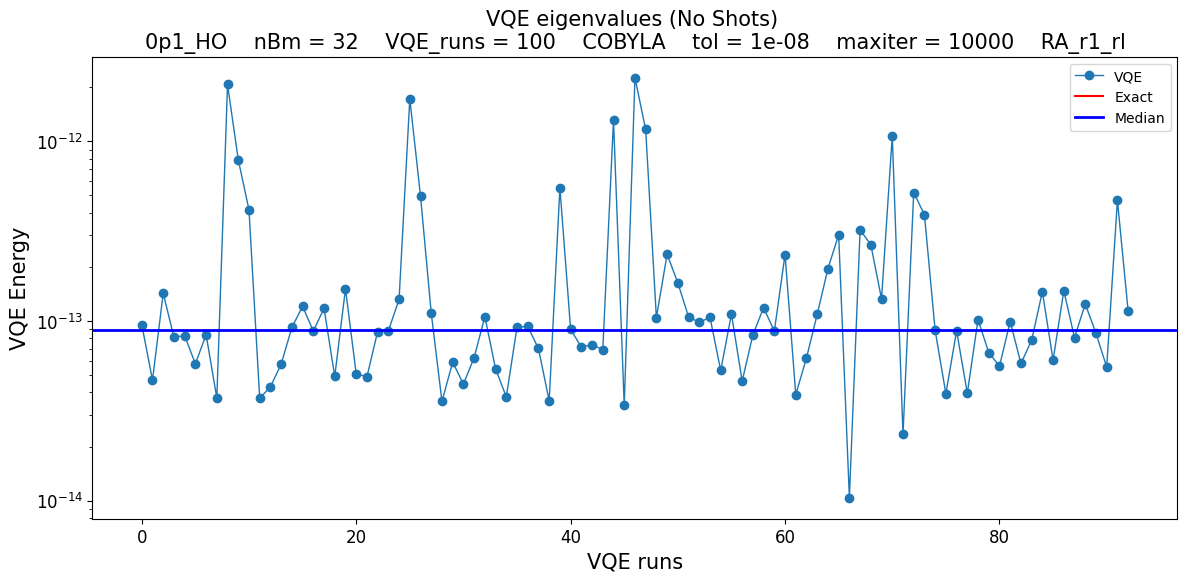 VQE eigenvalues (No Shots)
0p1_HO    nBm = 32    VQE_runs = 100    COBYLA    tol = 1e-08    maxiter = 10000    RA_r1_rl
VQE
Exact
Median
VQE Energy
10⁻¹²
10⁻¹³
10⁻¹⁴
0 20 40 60 80
VQE runs